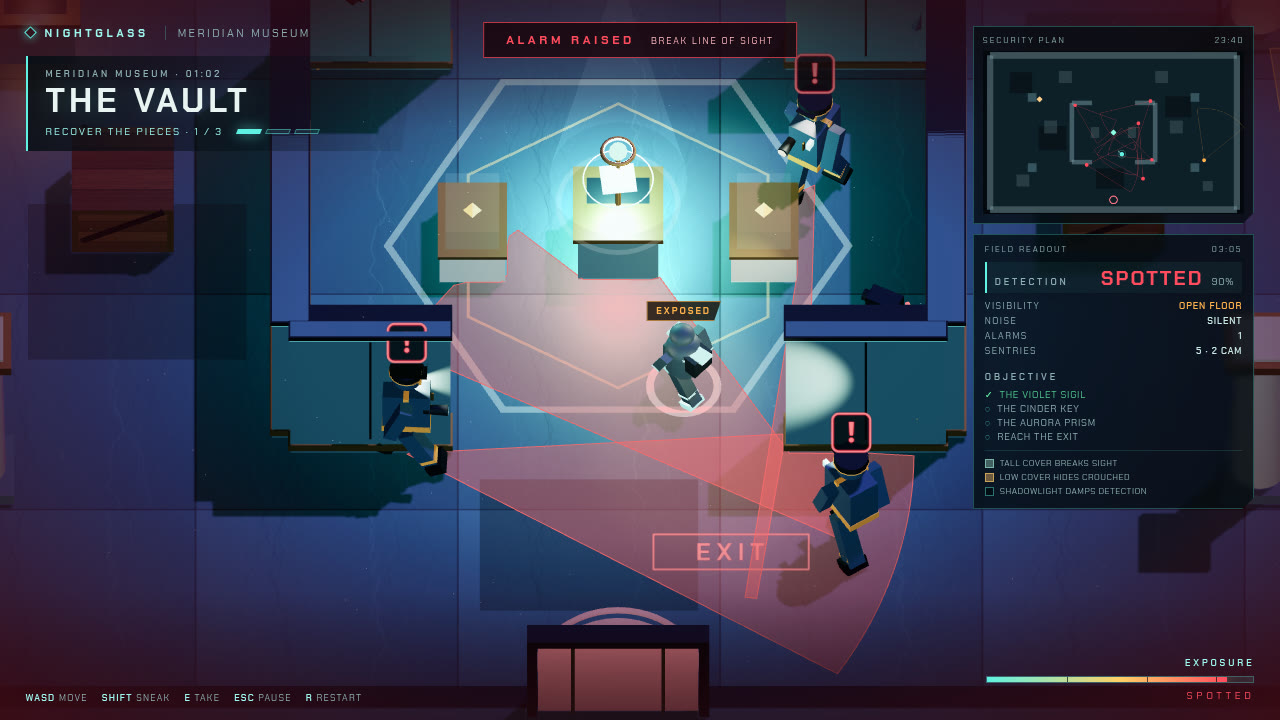 NIGHTGLASS MERIDIAN MUSEUM
MERIDIAN MUSEUM · 01:02
THE VAULT
RECOVER THE PIECES · 1 / 3
ALARM RAISED BREAK LINE OF SIGHT
!
SECURITY PLAN 23:40
FIELD READOUT 03:05
DETECTION SPOTTED 90%
VISIBILITY OPEN FLOOR
NOISE SILENT
ALARMS 1
SENTRIES 5 · 2 CAM
OBJECTIVE
✓ THE VIOLET SIGIL
○ THE CINDER KEY
○ THE AURORA PRISM
○ REACH THE EXIT
TALL COVER BREAKS SIGHT
LOW COVER HIDES CROUCHED
SHADOWLIGHT DAMPS DETECTION
EXPOSED
!
!
EXIT
EXPOSURE
SPOTTED
WASD MOVE SHIFT SNEAK E TAKE ESC PAUSE R RESTART